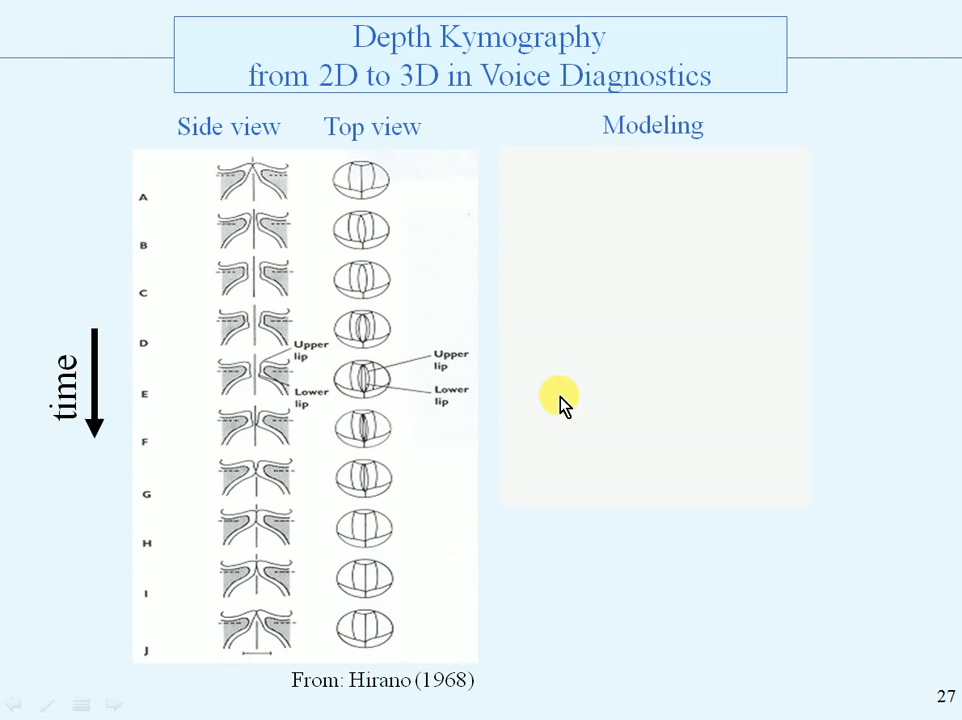 Depth Kymography
from 2D to 3D in Voice Diagnostics
Side view
Top view
Modeling
A
B
C
D
E
F
G
H
I
J
Upper
lip
Lower
lip
Upper
lip
Lower
lip
time
From: Hirano (1968)
27